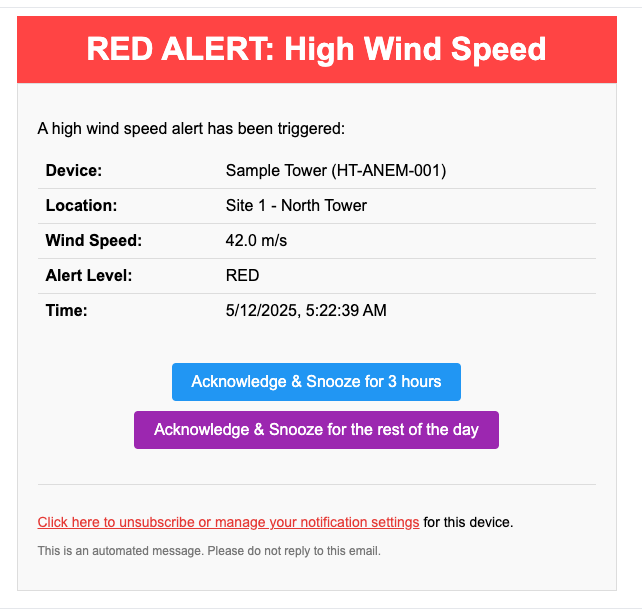 RED ALERT: High Wind Speed
A high wind speed alert has been triggered:
Device: Sample Tower (HT-ANEM-001)
Location: Site 1 - North Tower
Wind Speed: 42.0 m/s
Alert Level: RED
Time: 5/12/2025, 5:22:39 AM
Acknowledge & Snooze for 3 hours
Acknowledge & Snooze for the rest of the day
Click here to unsubscribe or manage your notification settings for this device.
This is an automated message. Please do not reply to this email.